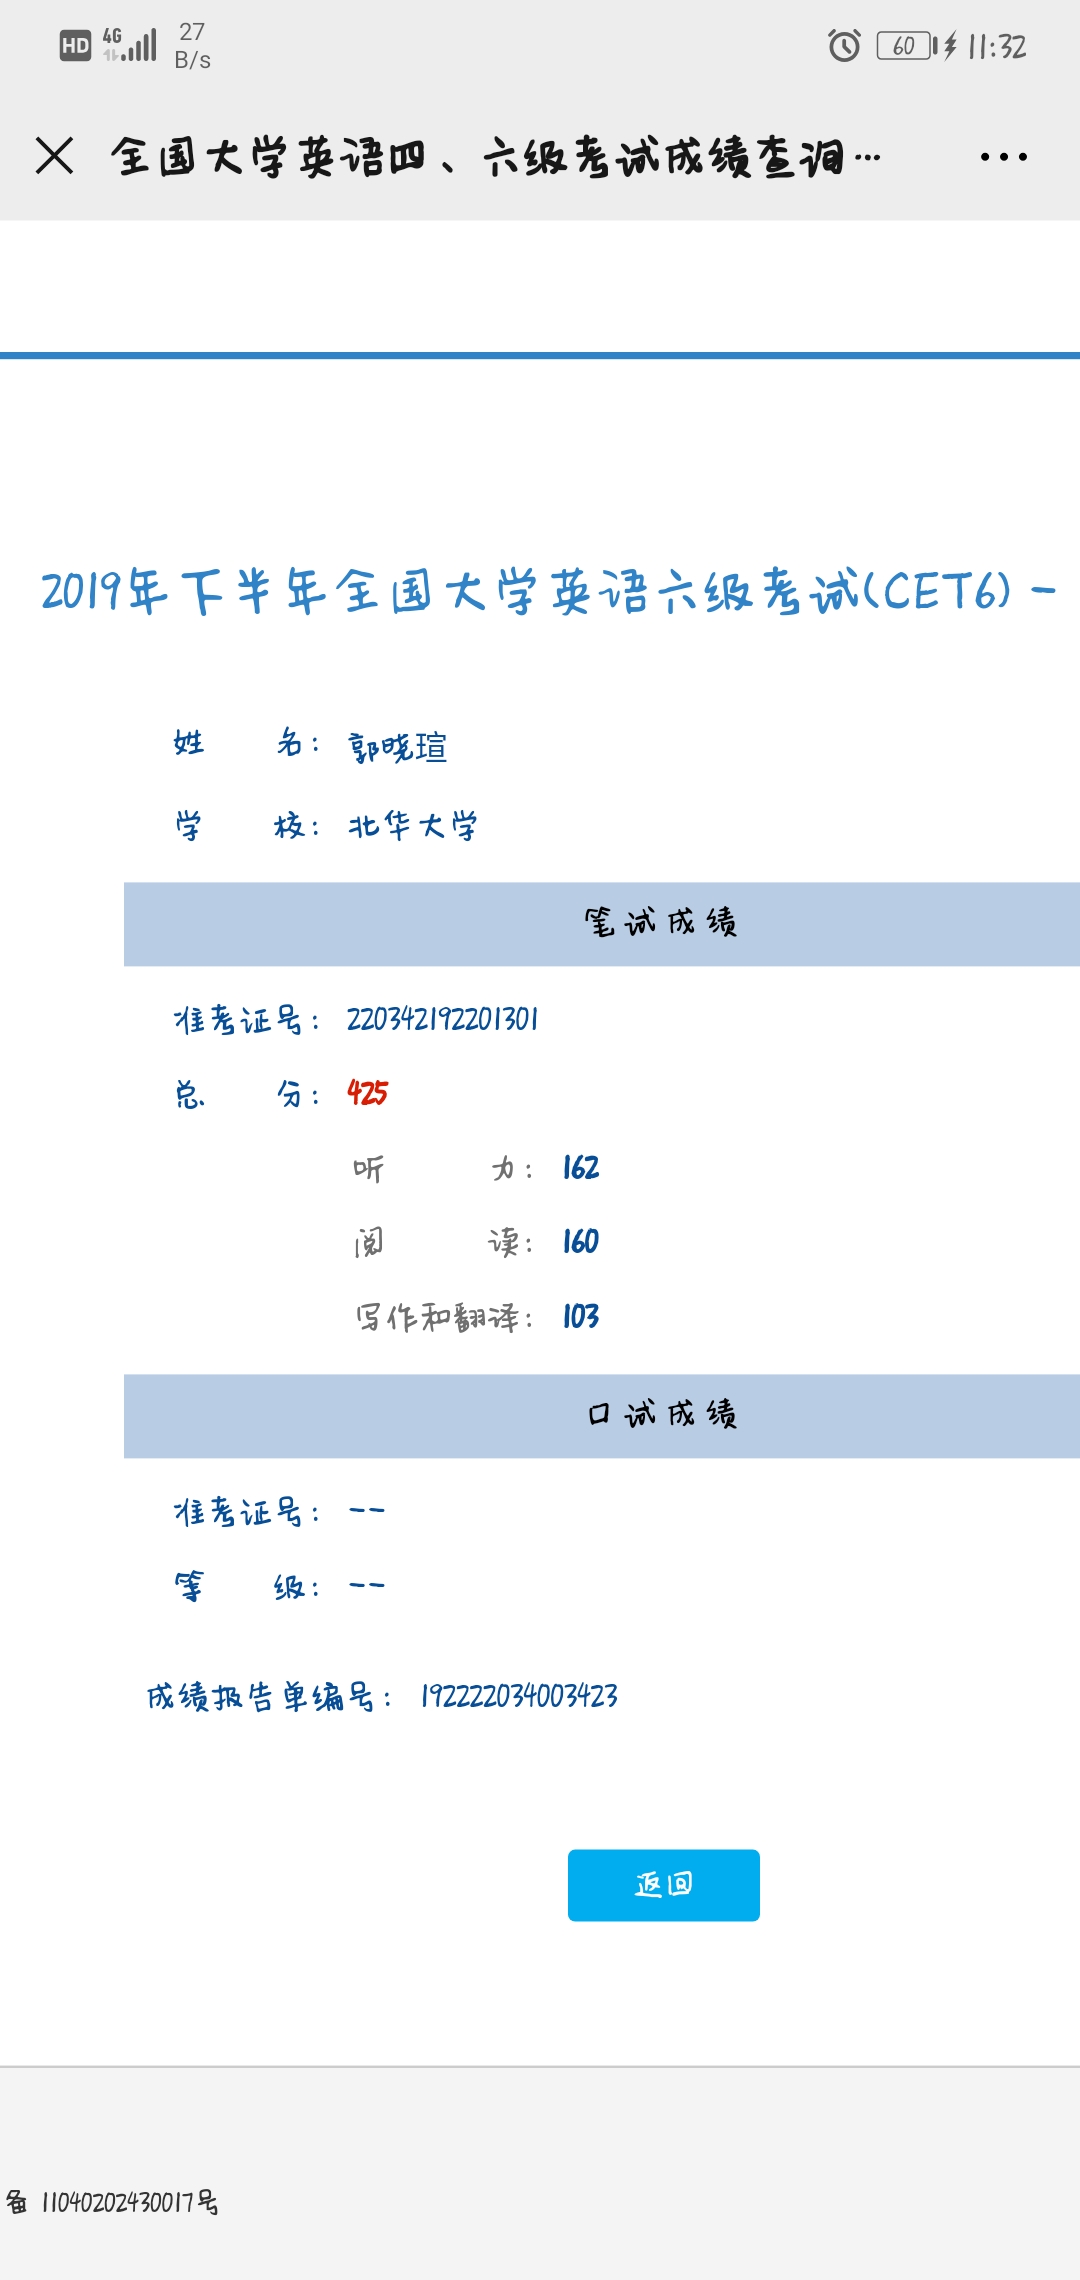 HD 4G 27 B/s 60 11:32
全国大学英语四、六级考试成绩查询…
2019年下半年全国大学英语六级考试(CET6) -
姓 名： 郭晓瑄
学 校： 北华大学
笔试成绩
准考证号： 220342192201301
总 分： 425
听 力： 162
阅 读： 160
写作和翻译： 103
口试成绩
准考证号： --
等 级： --
成绩报告单编号： 192222034003423
返回
备 11040202430017号